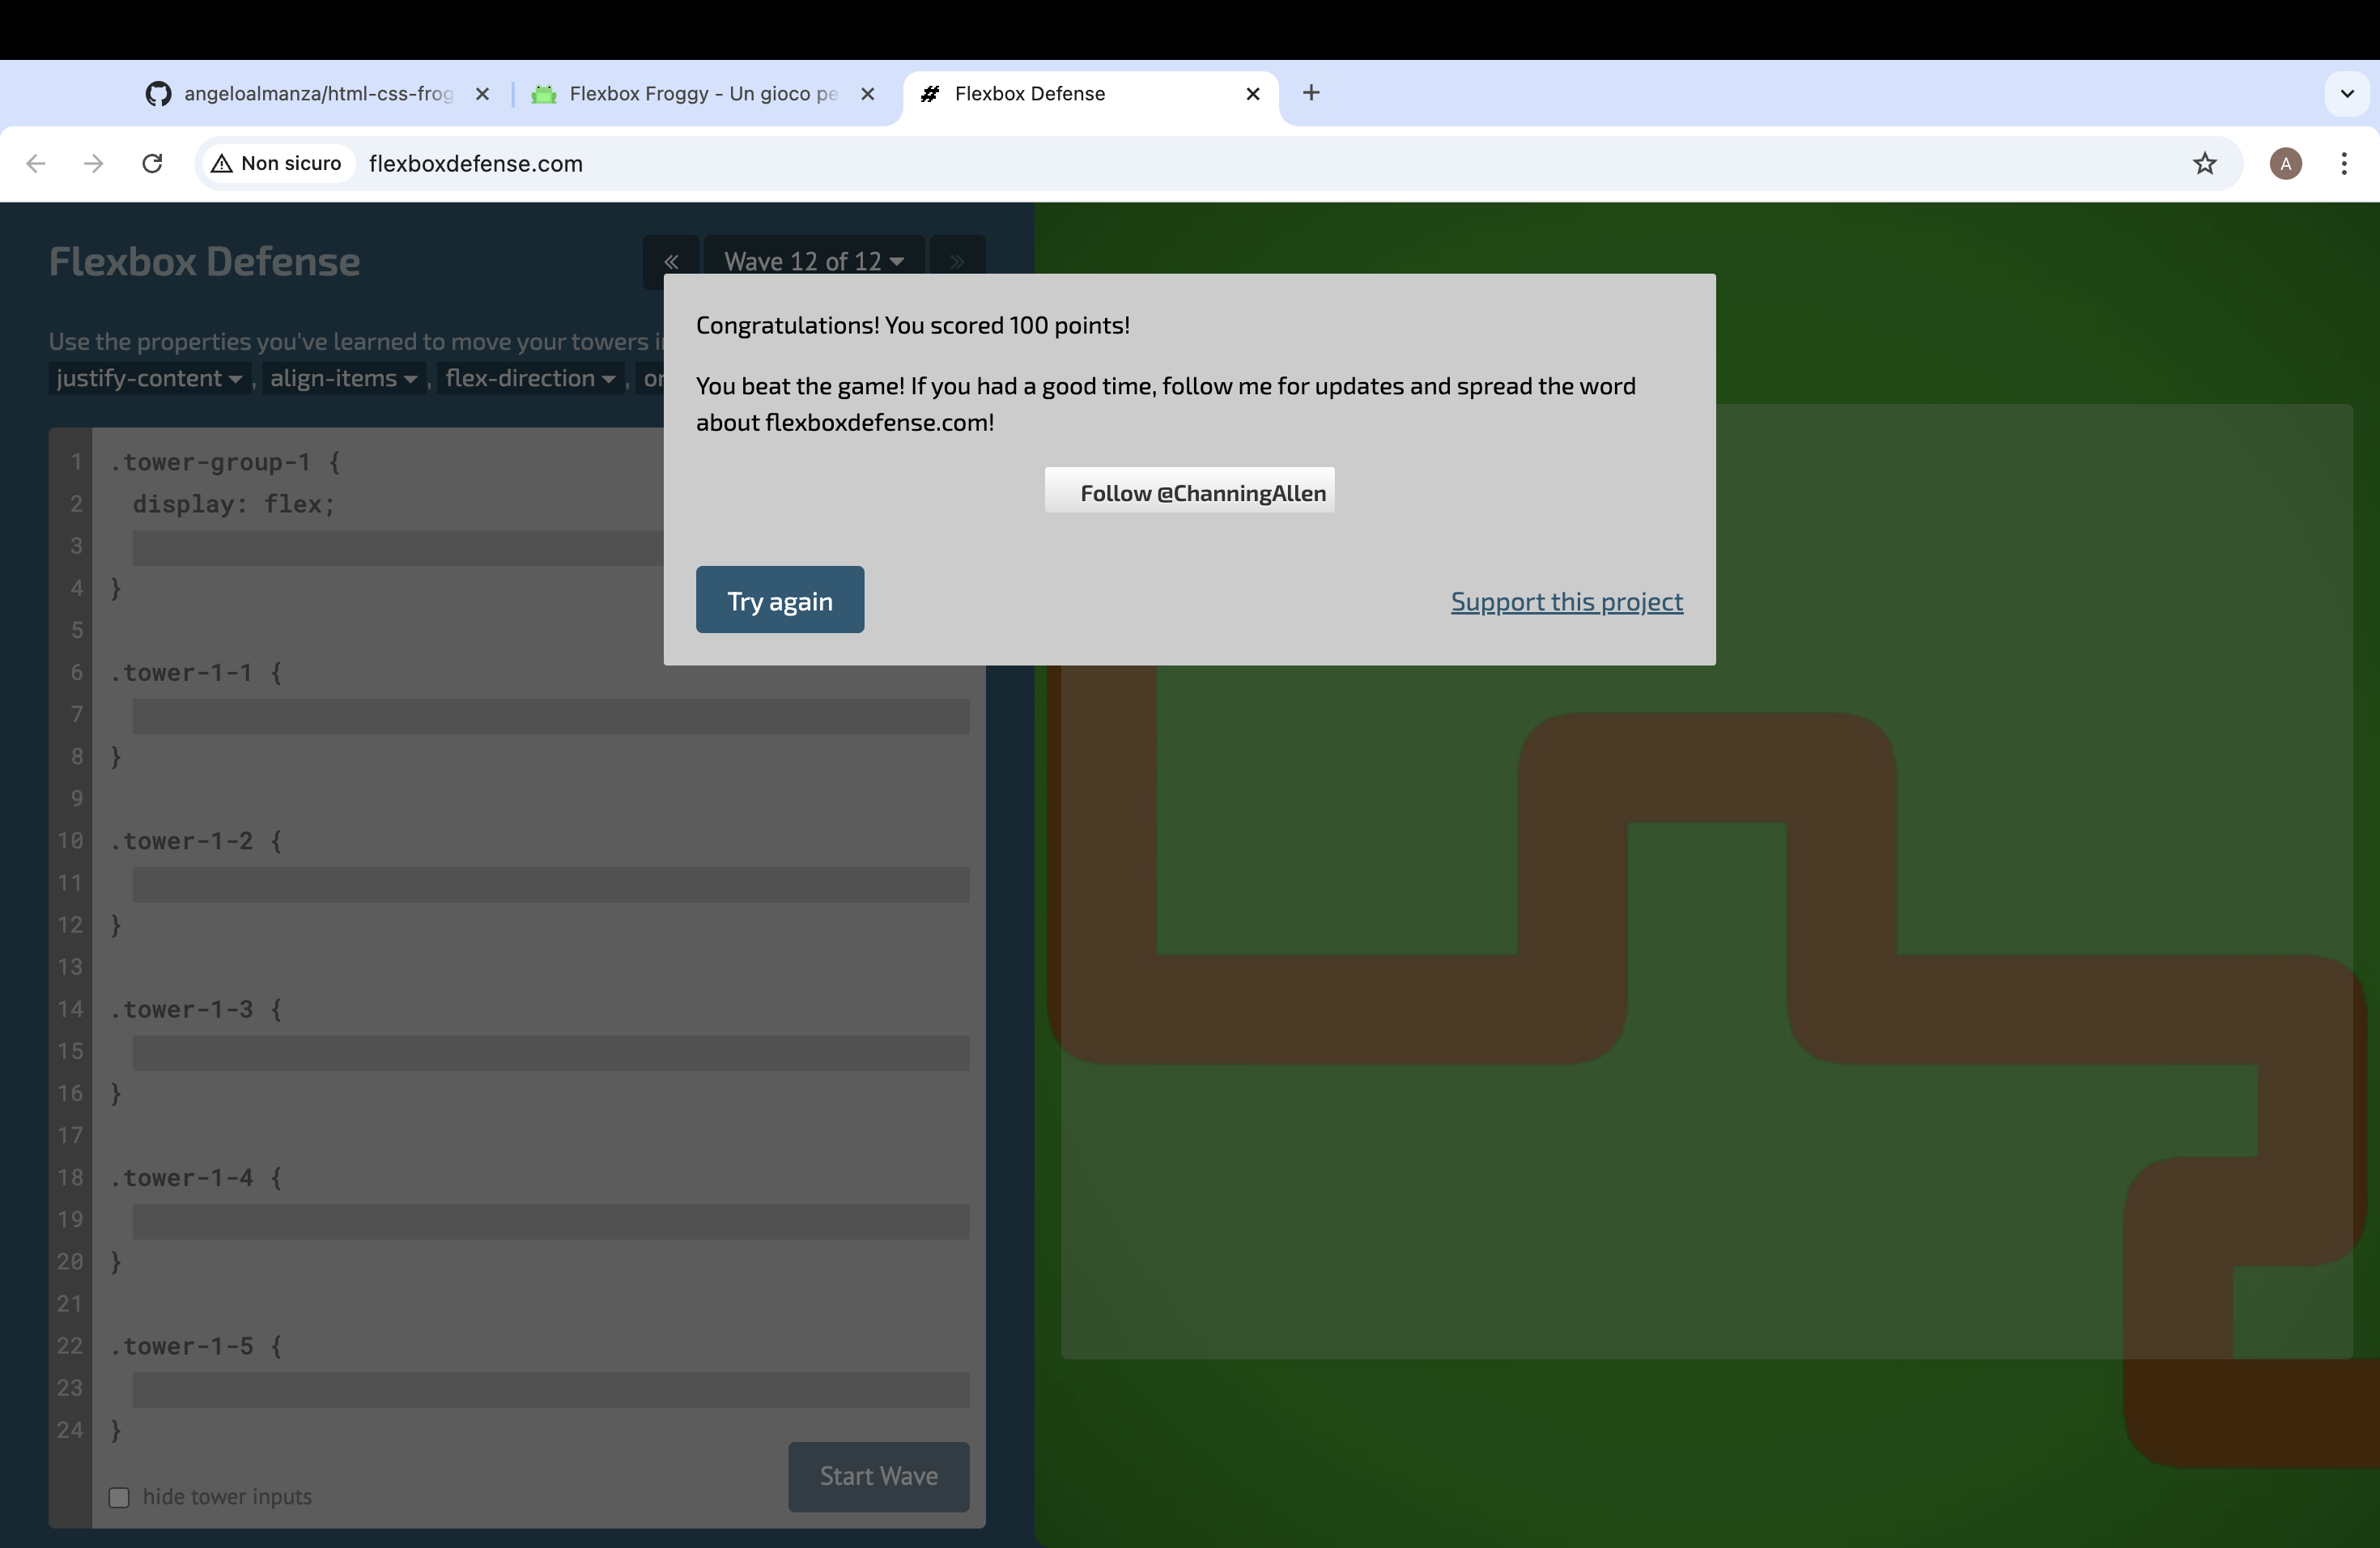 angeloalmanza/html-css-frog
Flexbox Froggy - Un gioco pe
Flexbox Defense
Non sicuro
flexboxdefense.com
A
Flexbox Defense
«
Wave 12 of 12
»
Use the properties you've learned to move your towers i
justify-content , align-items , flex-direction , or
Congratulations! You scored 100 points!
You beat the game! If you had a good time, follow me for updates and spread the word
about flexboxdefense.com!
Follow @ChanningAllen
Try again
Support this project
1 .tower-group-1 {
2 display: flex;
3
4 }
5
6 .tower-1-1 {
7
8 }
9
10 .tower-1-2 {
11
12 }
13
14 .tower-1-3 {
15
16 }
17
18 .tower-1-4 {
19
20 }
21
22 .tower-1-5 {
23
24 }
hide tower inputs
Start Wave